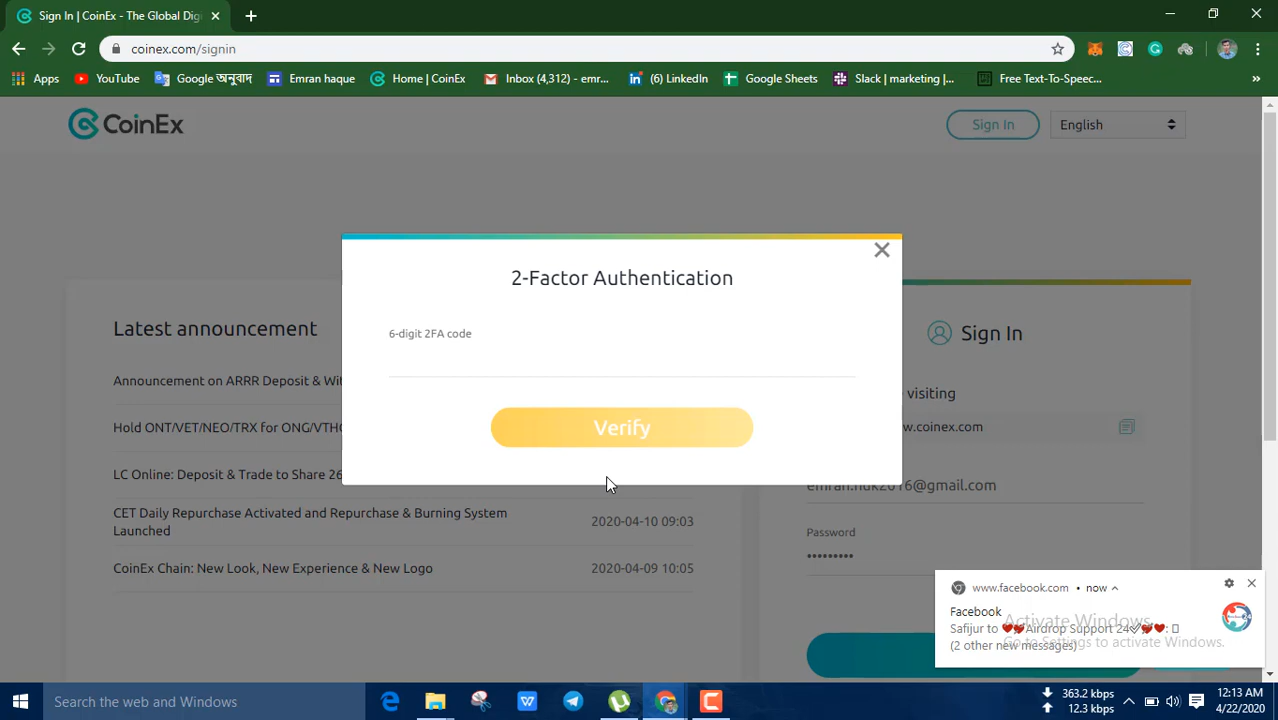 Sign In | CoinEx - The Global Dig
coinex.com/signin
Apps
YouTube
Google অনুবাদ
Emran haque
Home | CoinEx
Inbox (4,312) - emr...
(6) LinkedIn
Google Sheets
Slack | marketing |...
Free Text-To-Spec...
CoinEx
Sign In
English
2-Factor Authentication
6-digit 2FA code
Verify
Latest announcement
Announcement on ARRR Deposit & Wit
Hold ONT/VET/NEO/TRX for ONG/VTHO
LC Online: Deposit & Trade to Share 26
CET Daily Repurchase Activated and Repurchase & Burning System
Launched
2020-04-10 09:03
CoinEx Chain: New Look, New Experience & New Logo
2020-04-09 10:05
Sign In
visiting
w.coinex.com
@gmail.com
Password
www.facebook.com • now
Facebook
Safijur to ❤️Airdrop Support 24
(2 other new messages)
Activate Windows
Go to Settings to activate Windows.
Search the web and Windows
363.2 kbps
12.3 kbps
12:13 AM
4/22/2020